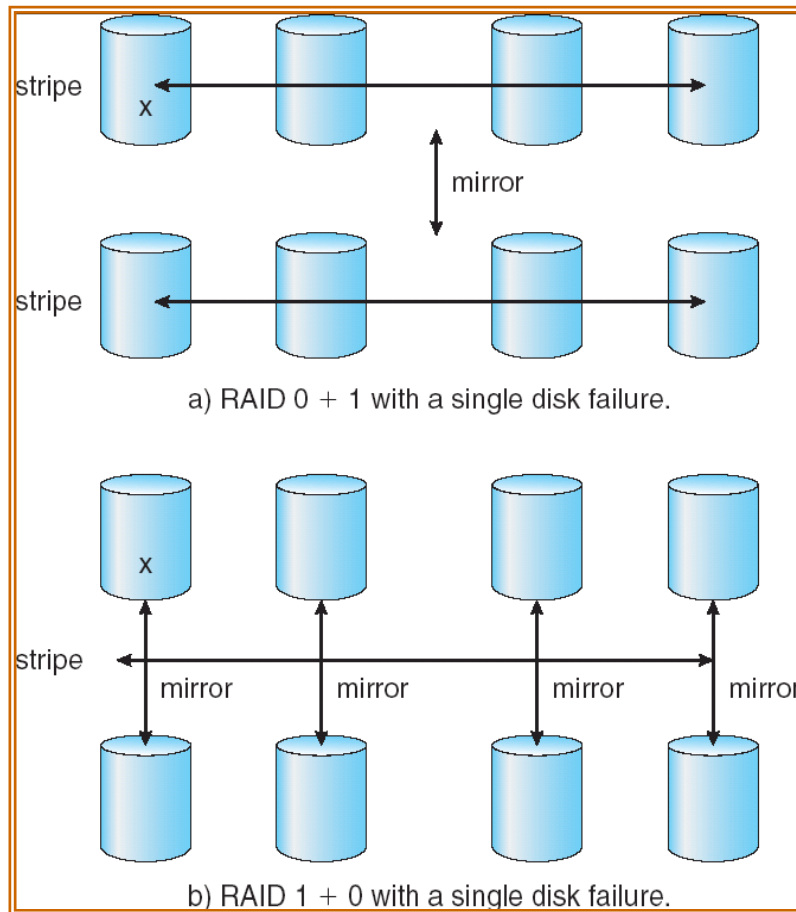 stripe
x
mirror
stripe
a) RAID 0 + 1 with a single disk failure.
x
stripe
mirror mirror mirror mirror
b) RAID 1 + 0 with a single disk failure.